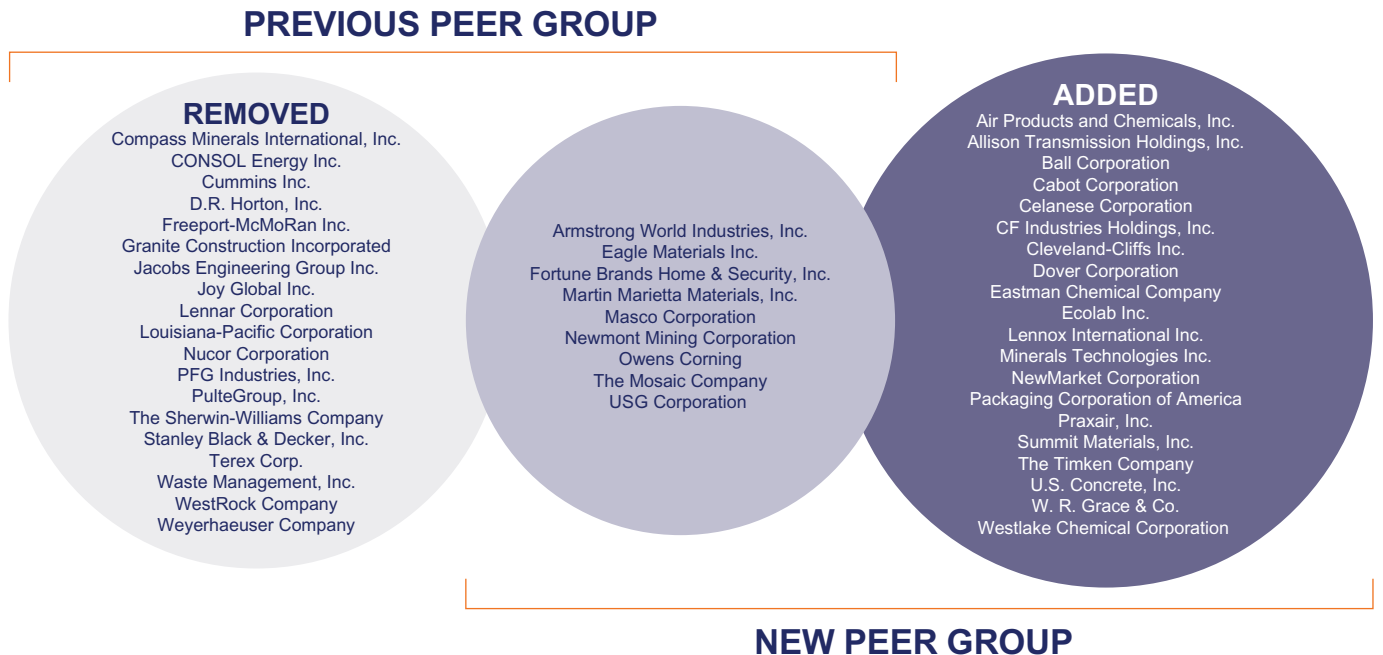 PREVIOUS PEER GROUP
REMOVED
Compass Minerals International, Inc.
CONSOL Energy Inc.
Cummins Inc.
D.R. Horton, Inc.
Freeport-McMoRan Inc.
Granite Construction Incorporated
Jacobs Engineering Group Inc.
Joy Global Inc.
Lennar Corporation
Louisiana-Pacific Corporation
Nucor Corporation
PFG Industries, Inc.
PulteGroup, Inc.
The Sherwin-Williams Company
Stanley Black & Decker, Inc.
Terex Corp.
Waste Management, Inc.
WestRock Company
Weyerhaeuser Company
Armstrong World Industries, Inc.
Eagle Materials Inc.
Fortune Brands Home & Security, Inc.
Martin Marietta Materials, Inc.
Masco Corporation
Newmont Mining Corporation
Owens Corning
The Mosaic Company
USG Corporation
ADDED
Air Products and Chemicals, Inc.
Allison Transmission Holdings, Inc.
Ball Corporation
Cabot Corporation
Celanese Corporation
CF Industries Holdings, Inc.
Cleveland-Cliffs Inc.
Dover Corporation
Eastman Chemical Company
Ecolab Inc.
Lennox International Inc.
Minerals Technologies Inc.
NewMarket Corporation
Packaging Corporation of America
Praxair, Inc.
Summit Materials, Inc.
The Timken Company
U.S. Concrete, Inc.
W. R. Grace & Co.
Westlake Chemical Corporation
NEW PEER GROUP